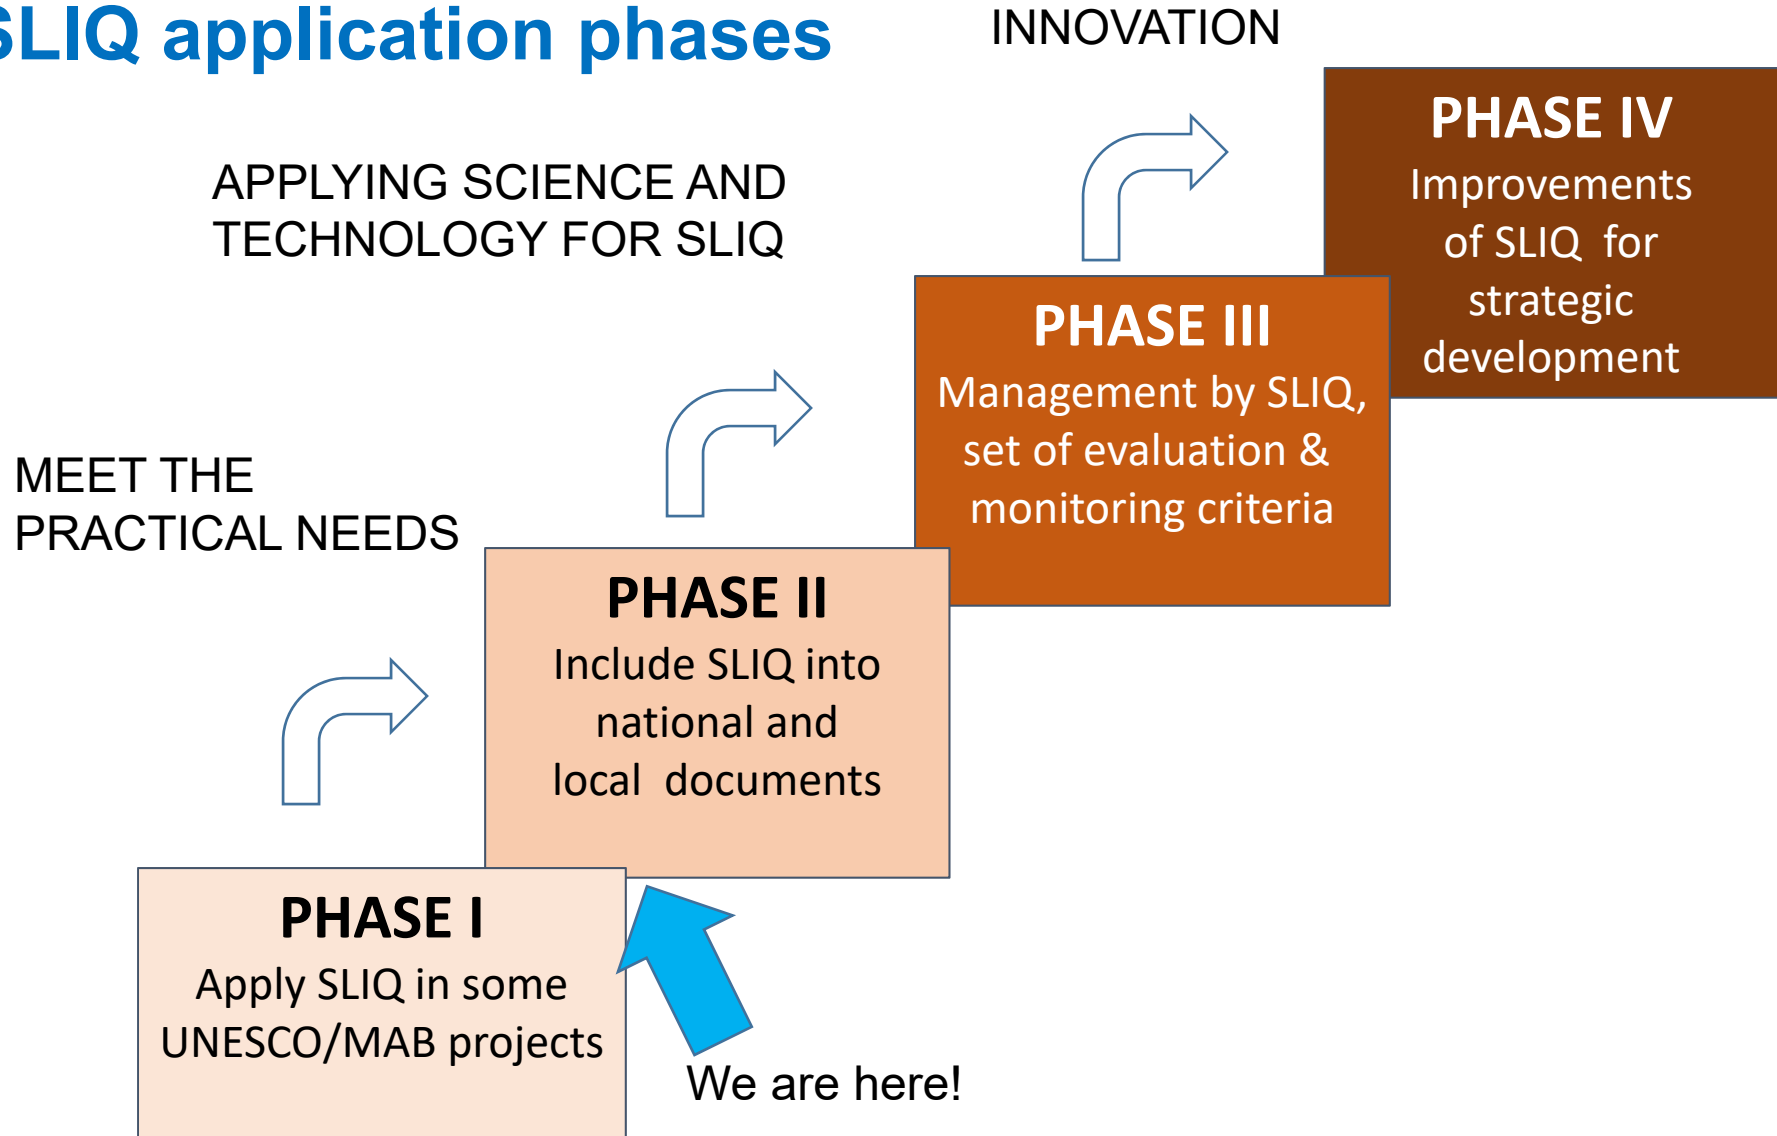 SLIQ application phases
INNOVATION
PHASE IV
Improvements
of SLIQ for
strategic
development
APPLYING SCIENCE AND
TECHNOLOGY FOR SLIQ
PHASE III
Management by SLIQ,
set of evaluation &
monitoring criteria
MEET THE
PRACTICAL NEEDS
PHASE II
Include SLIQ into
national and
local documents
PHASE I
Apply SLIQ in some
UNESCO/MAB projects
We are here!